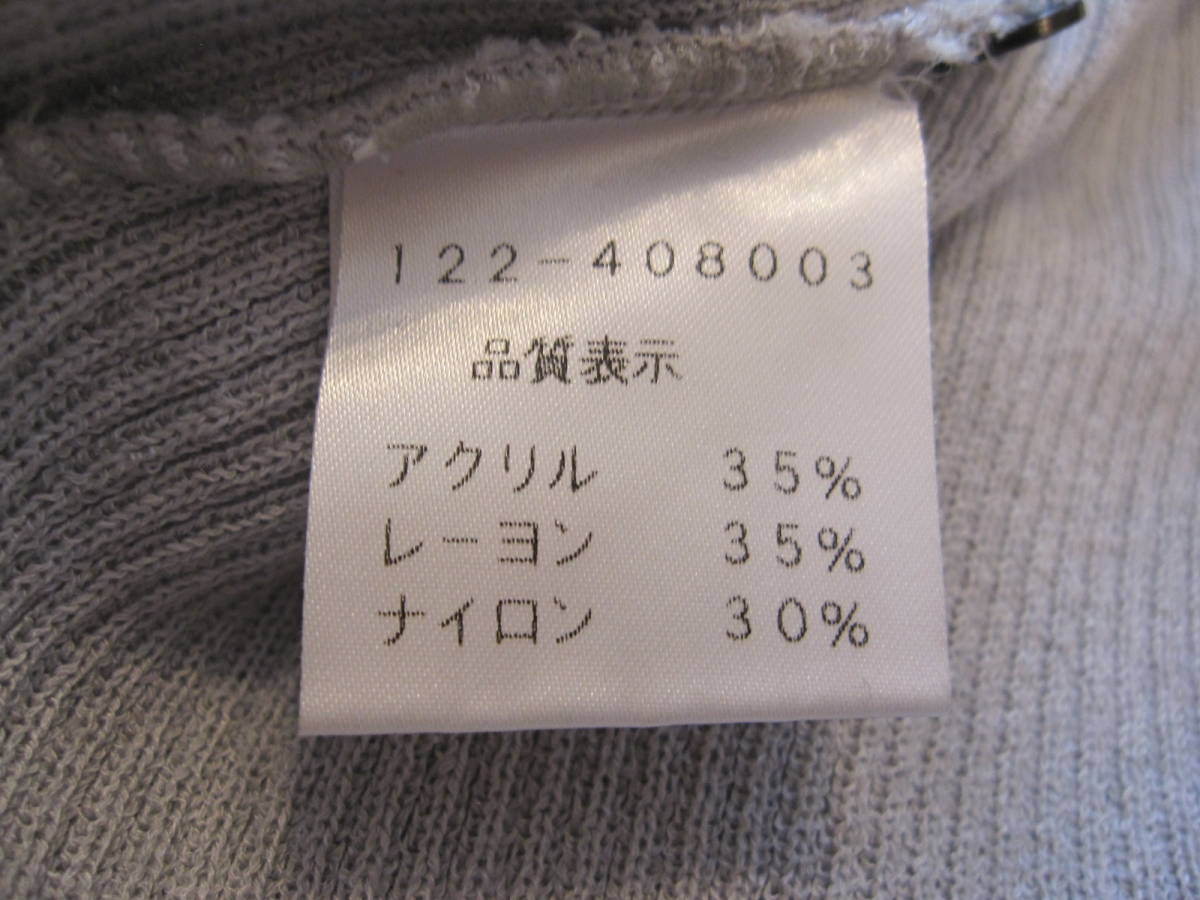 122-408003
品質表示
アクリル 35%
レーヨン 35%
ナイロン 30%